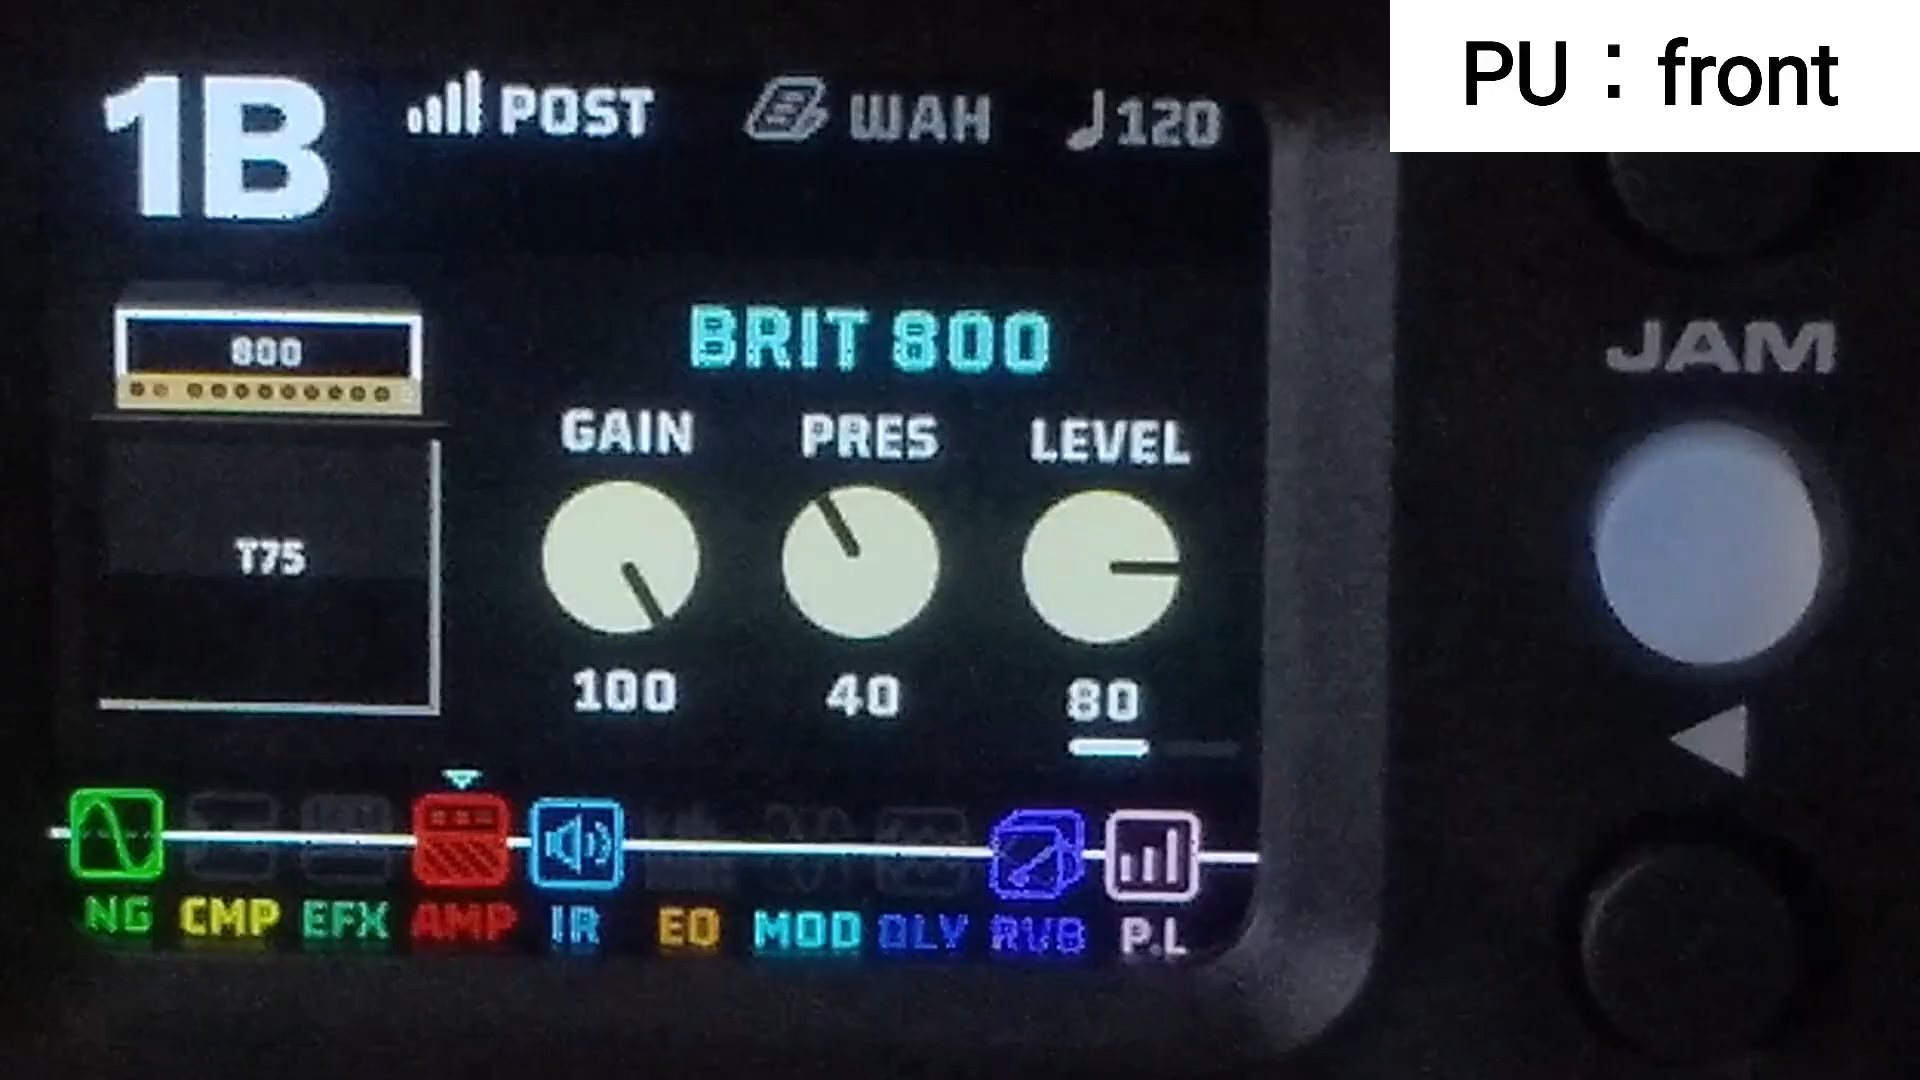 PU：front
1B POST WAH 120
800
BRIT 800
GAIN PRES LEVEL
T75
100 40 80
NG CMP EFX AMP IR EQ MOD DLY RVB P.L
JAM